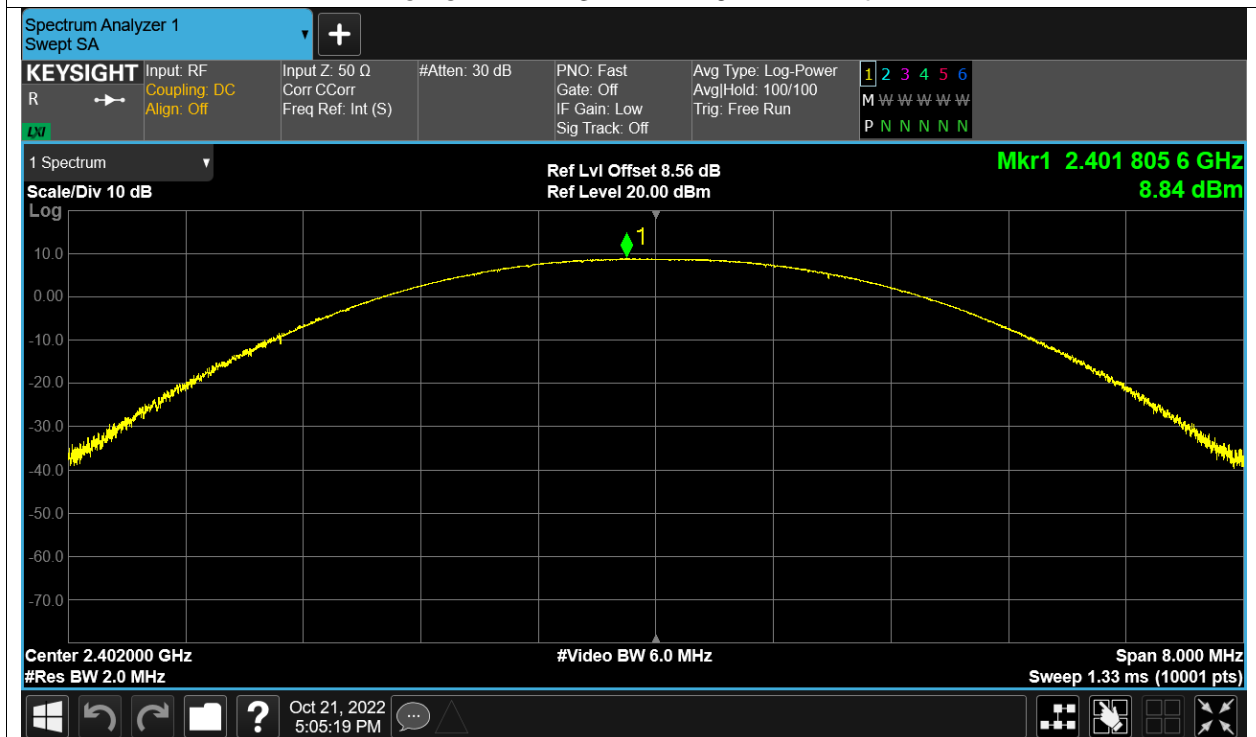 Spectrum Analyzer 1
Swept SA
+
KEYSIGHT
R
LXI
Input: RF
Coupling: DC
Align: Off
Input Z: 50 Ω
Corr CCorr
Freq Ref: Int (S)
#Atten: 30 dB
PNO: Fast
Gate: Off
IF Gain: Low
Sig Track: Off
Avg Type: Log-Power
Avg|Hold: 100/100
Trig: Free Run
1 2 3 4 5 6
M W W W W W
P N N N N N N
1 Spectrum
Scale/Div 10 dB
Ref Lvl Offset 8.56 dB
Ref Level 20.00 dBm
Mkr1 2.401 805 6 GHz
8.84 dBm
Log
1
10.0
0.00
-10.0
-20.0
-30.0
-40.0
-50.0
-60.0
-70.0
Center 2.402000 GHz
#Video BW 6.0 MHz
Span 8.000 MHz
#Res BW 2.0 MHz
Sweep 1.33 ms (10001 pts)
?
Oct 21, 2022
5:05:19 PM